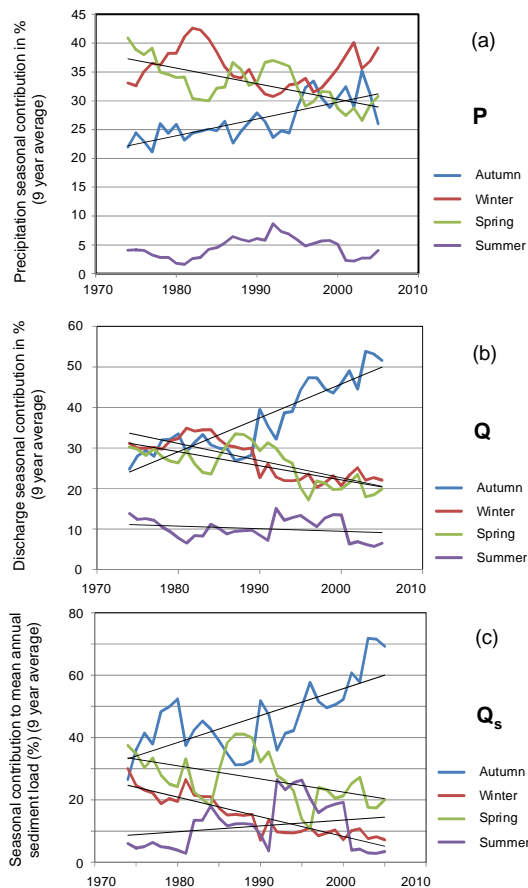 Precipitation seasonal contribution in %
(9 year average)
45
40
35
30
25
20
15
10
5
0
1970
1980
1990
2000
2010
(a)
P
Autumn
Winter
Spring
Summer
Discharge seasonal contribution in %
(9 year average)
60
50
40
30
20
10
0
1970
1980
1990
2000
2010
(b)
Q
Autumn
Winter
Spring
Summer
Seasonal contribution to mean annual
sediment load (%) (9 year average)
80
60
40
20
0
1970
1980
1990
2000
2010
(c)
Qs
Autumn
Winter
Spring
Summer